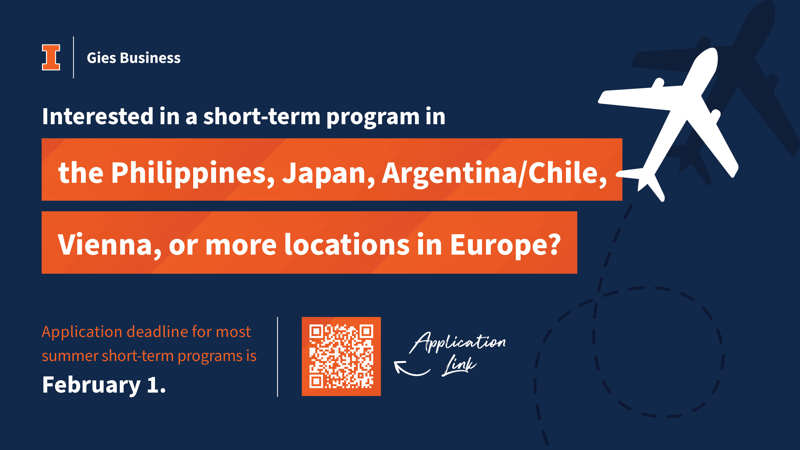 I
Gies Business
Interested in a short-term program in
the Philippines, Japan, Argentina/Chile,
Vienna, or more locations in Europe?
Application deadline for most
summer short-term programs is
February 1.
Application
Link